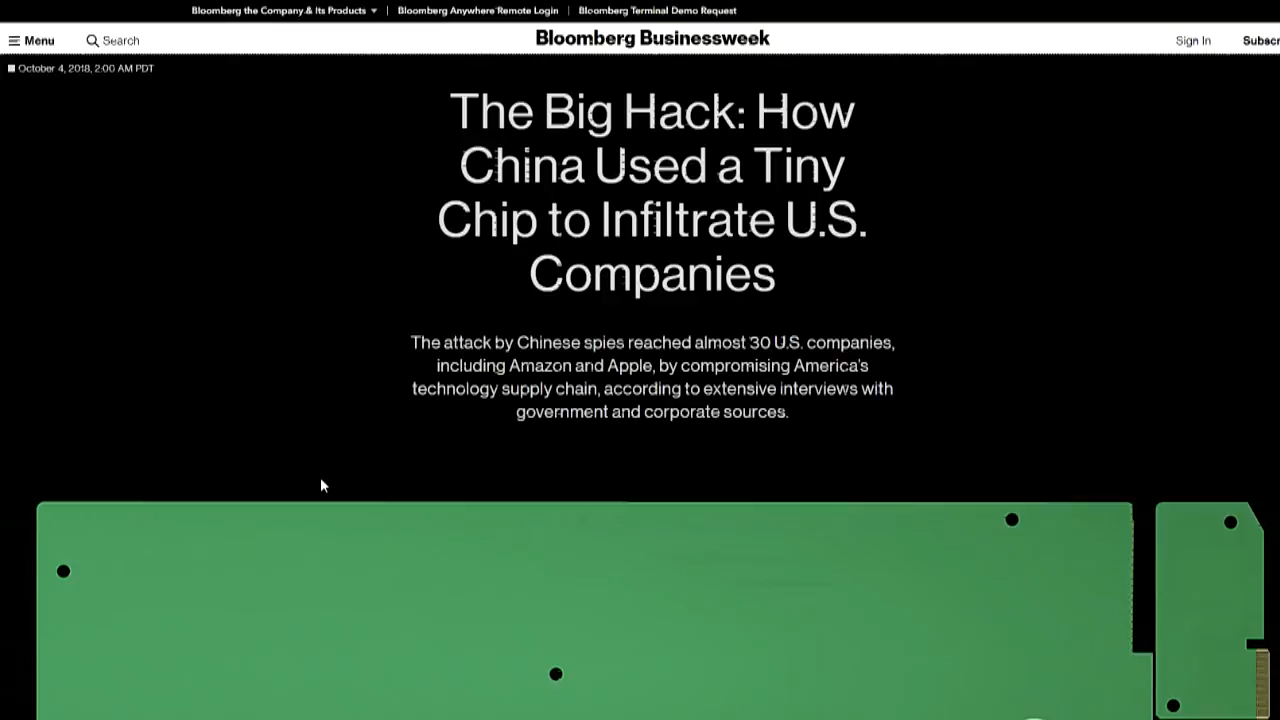 Bloomberg the Company & Its Products
Bloomberg Anywhere Remote Login
Bloomberg Terminal Demo Request
Menu
Search
Bloomberg Businessweek
Sign In
Subscr
October 4, 2018, 2:00 AM PDT
The Big Hack: How
China Used a Tiny
Chip to Infiltrate U.S.
Companies
The attack by Chinese spies reached almost 30 U.S. companies,
including Amazon and Apple, by compromising America's
technology supply chain, according to extensive interviews with
government and corporate sources.